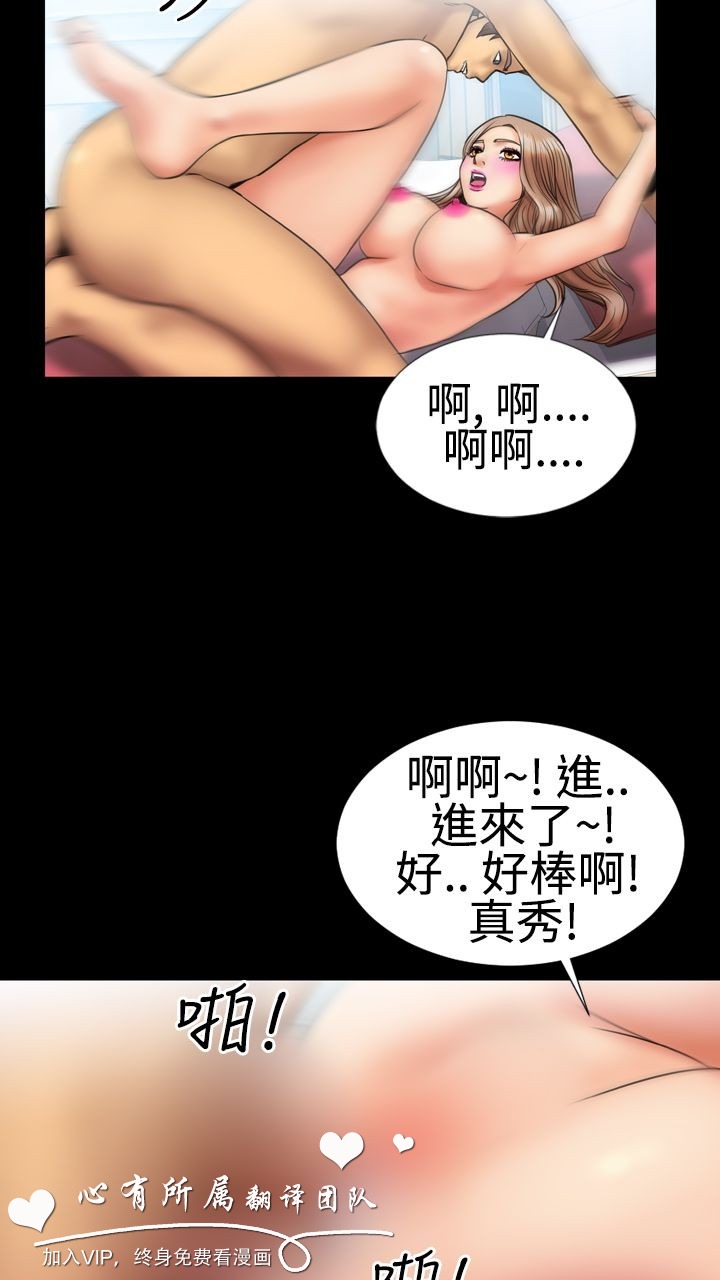 啊, 啊....
啊啊....
啊啊~! 進..
進來了~!
好.. 好棒啊!
真秀!
啪!
心有所属翻译团队
加入VIP，终身免费看漫画
啪!